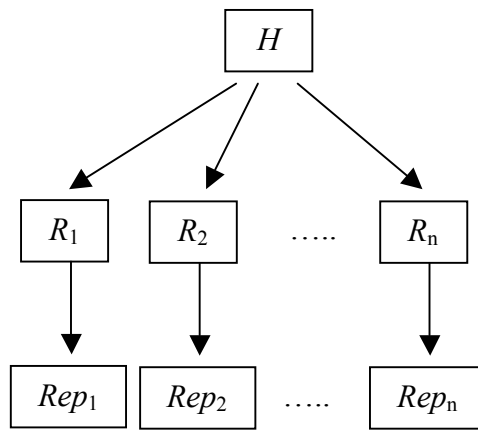 H
R₁ R₂ ..... Rₙ
Rep₁ Rep₂ ..... Repₙ